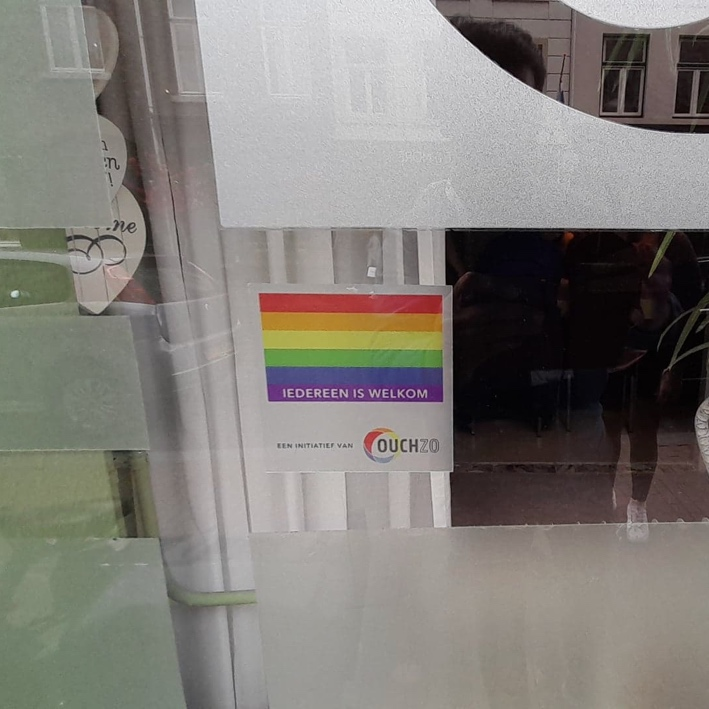 IEDEREEN IS WELKOM
EEN INITIATIEF VAN
OUCHZO